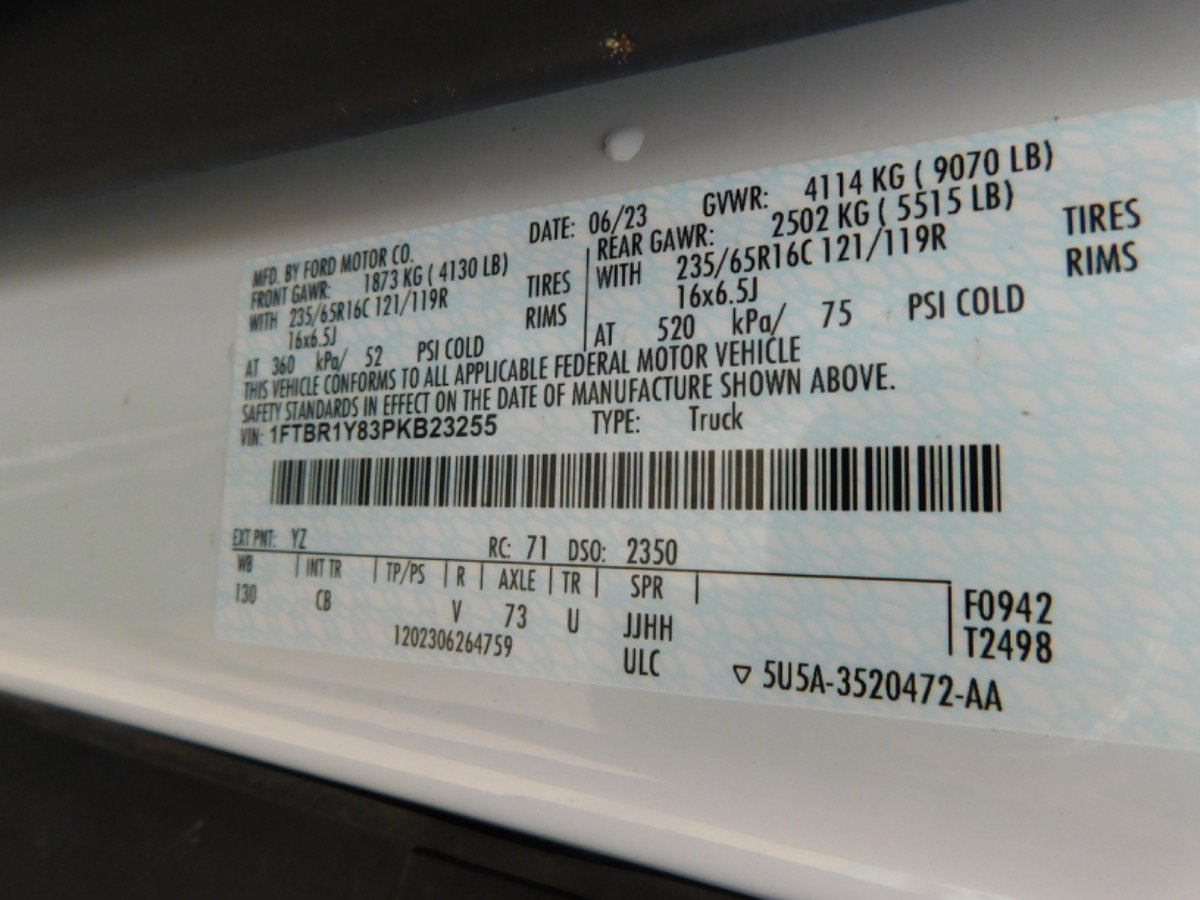 MFD. BY FORD MOTOR CO. DATE: 06/23 GVWR: 4114 KG ( 9070 LB)
FRONT GAWR: 1873 KG ( 4130 LB)
WITH 235/65R16C 121/119R TIRES
16x6.5J RIMS
AT 360 kPa/ 52 PSI COLD
REAR GAWR: 2502 KG ( 5515 LB)
WITH 235/65R16C 121/119R TIRES
16x6.5J RIMS
AT 520 kPa/ 75 PSI COLD
THIS VEHICLE CONFORMS TO ALL APPLICABLE FEDERAL MOTOR VEHICLE
SAFETY STANDARDS IN EFFECT ON THE DATE OF MANUFACTURE SHOWN ABOVE.
VIN: 1FTBR1Y83PKB23255 TYPE: Truck
EXT PNT: YZ RC: 71 DSO: 2350
WB INT TR TP/PS R AXLE TR SPR
130 CB V 73 U JJHH F0942
1202306264759 ULC T2498
5U5A-3520472-AA